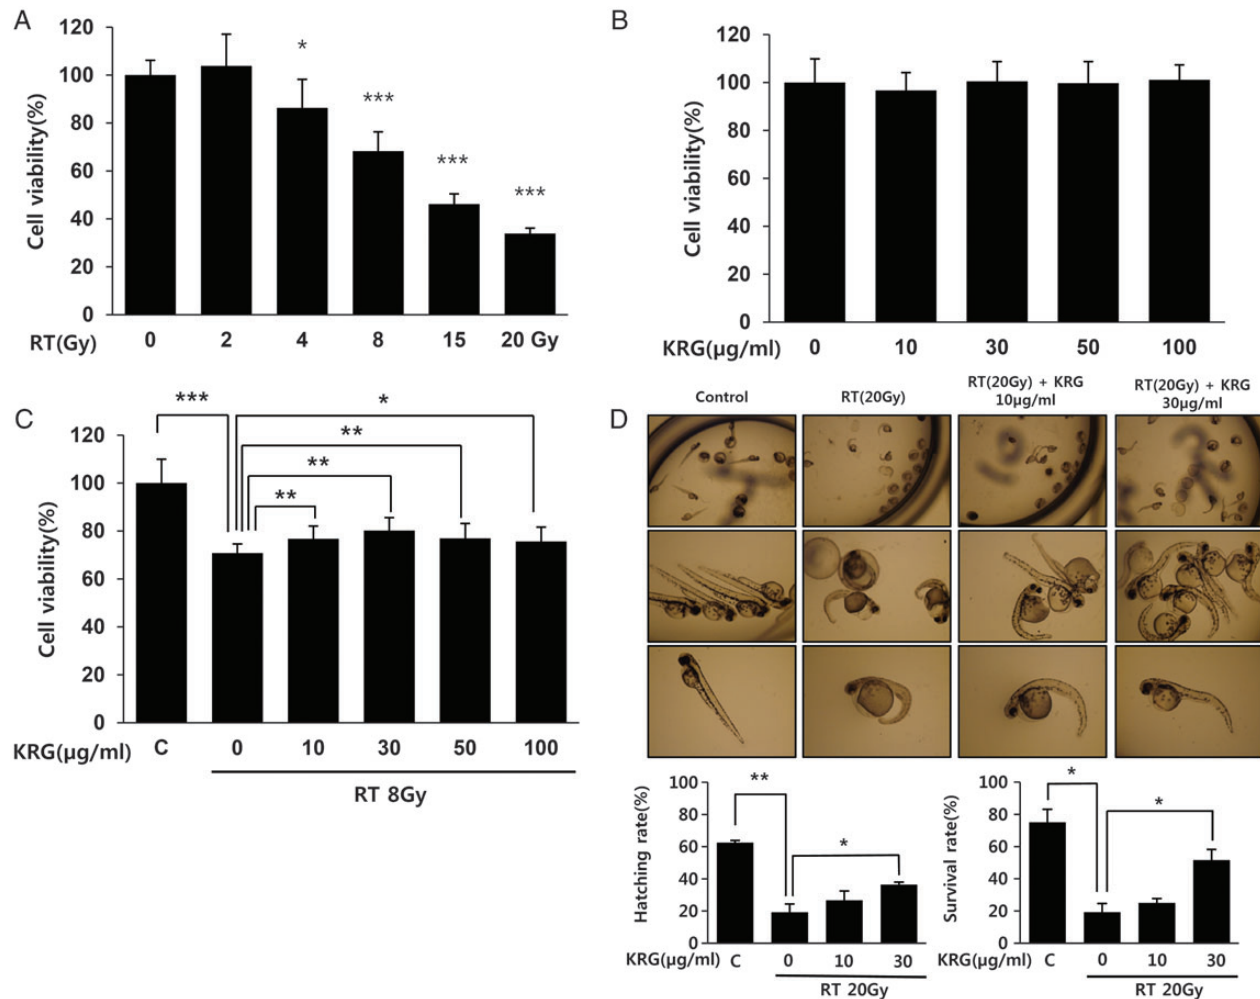 A
Cell viability(%)
120
100
80
60
40
20
0
*
***
***
***
RT(Gy) 0 2 4 8 15 20 Gy
B
Cell viability(%)
120
100
80
60
40
20
0
KRG(μg/ml) 0 10 30 50 100
C
Cell viability(%)
120
100
80
60
40
20
0
***
*
**
**
**
KRG(μg/ml) C 0 10 30 50 100
RT 8Gy
D
Control
RT(20Gy)
RT(20Gy) + KRG
10μg/ml
RT(20Gy) + KRG
30μg/ml
Hatching rate(%)
100
80
60
40
20
0
**
*
KRG(μg/ml) C 0 10 30
RT 20Gy
Survival rate(%)
100
80
60
40
20
0
*
*
KRG(μg/ml) C 0 10 30
RT 20Gy